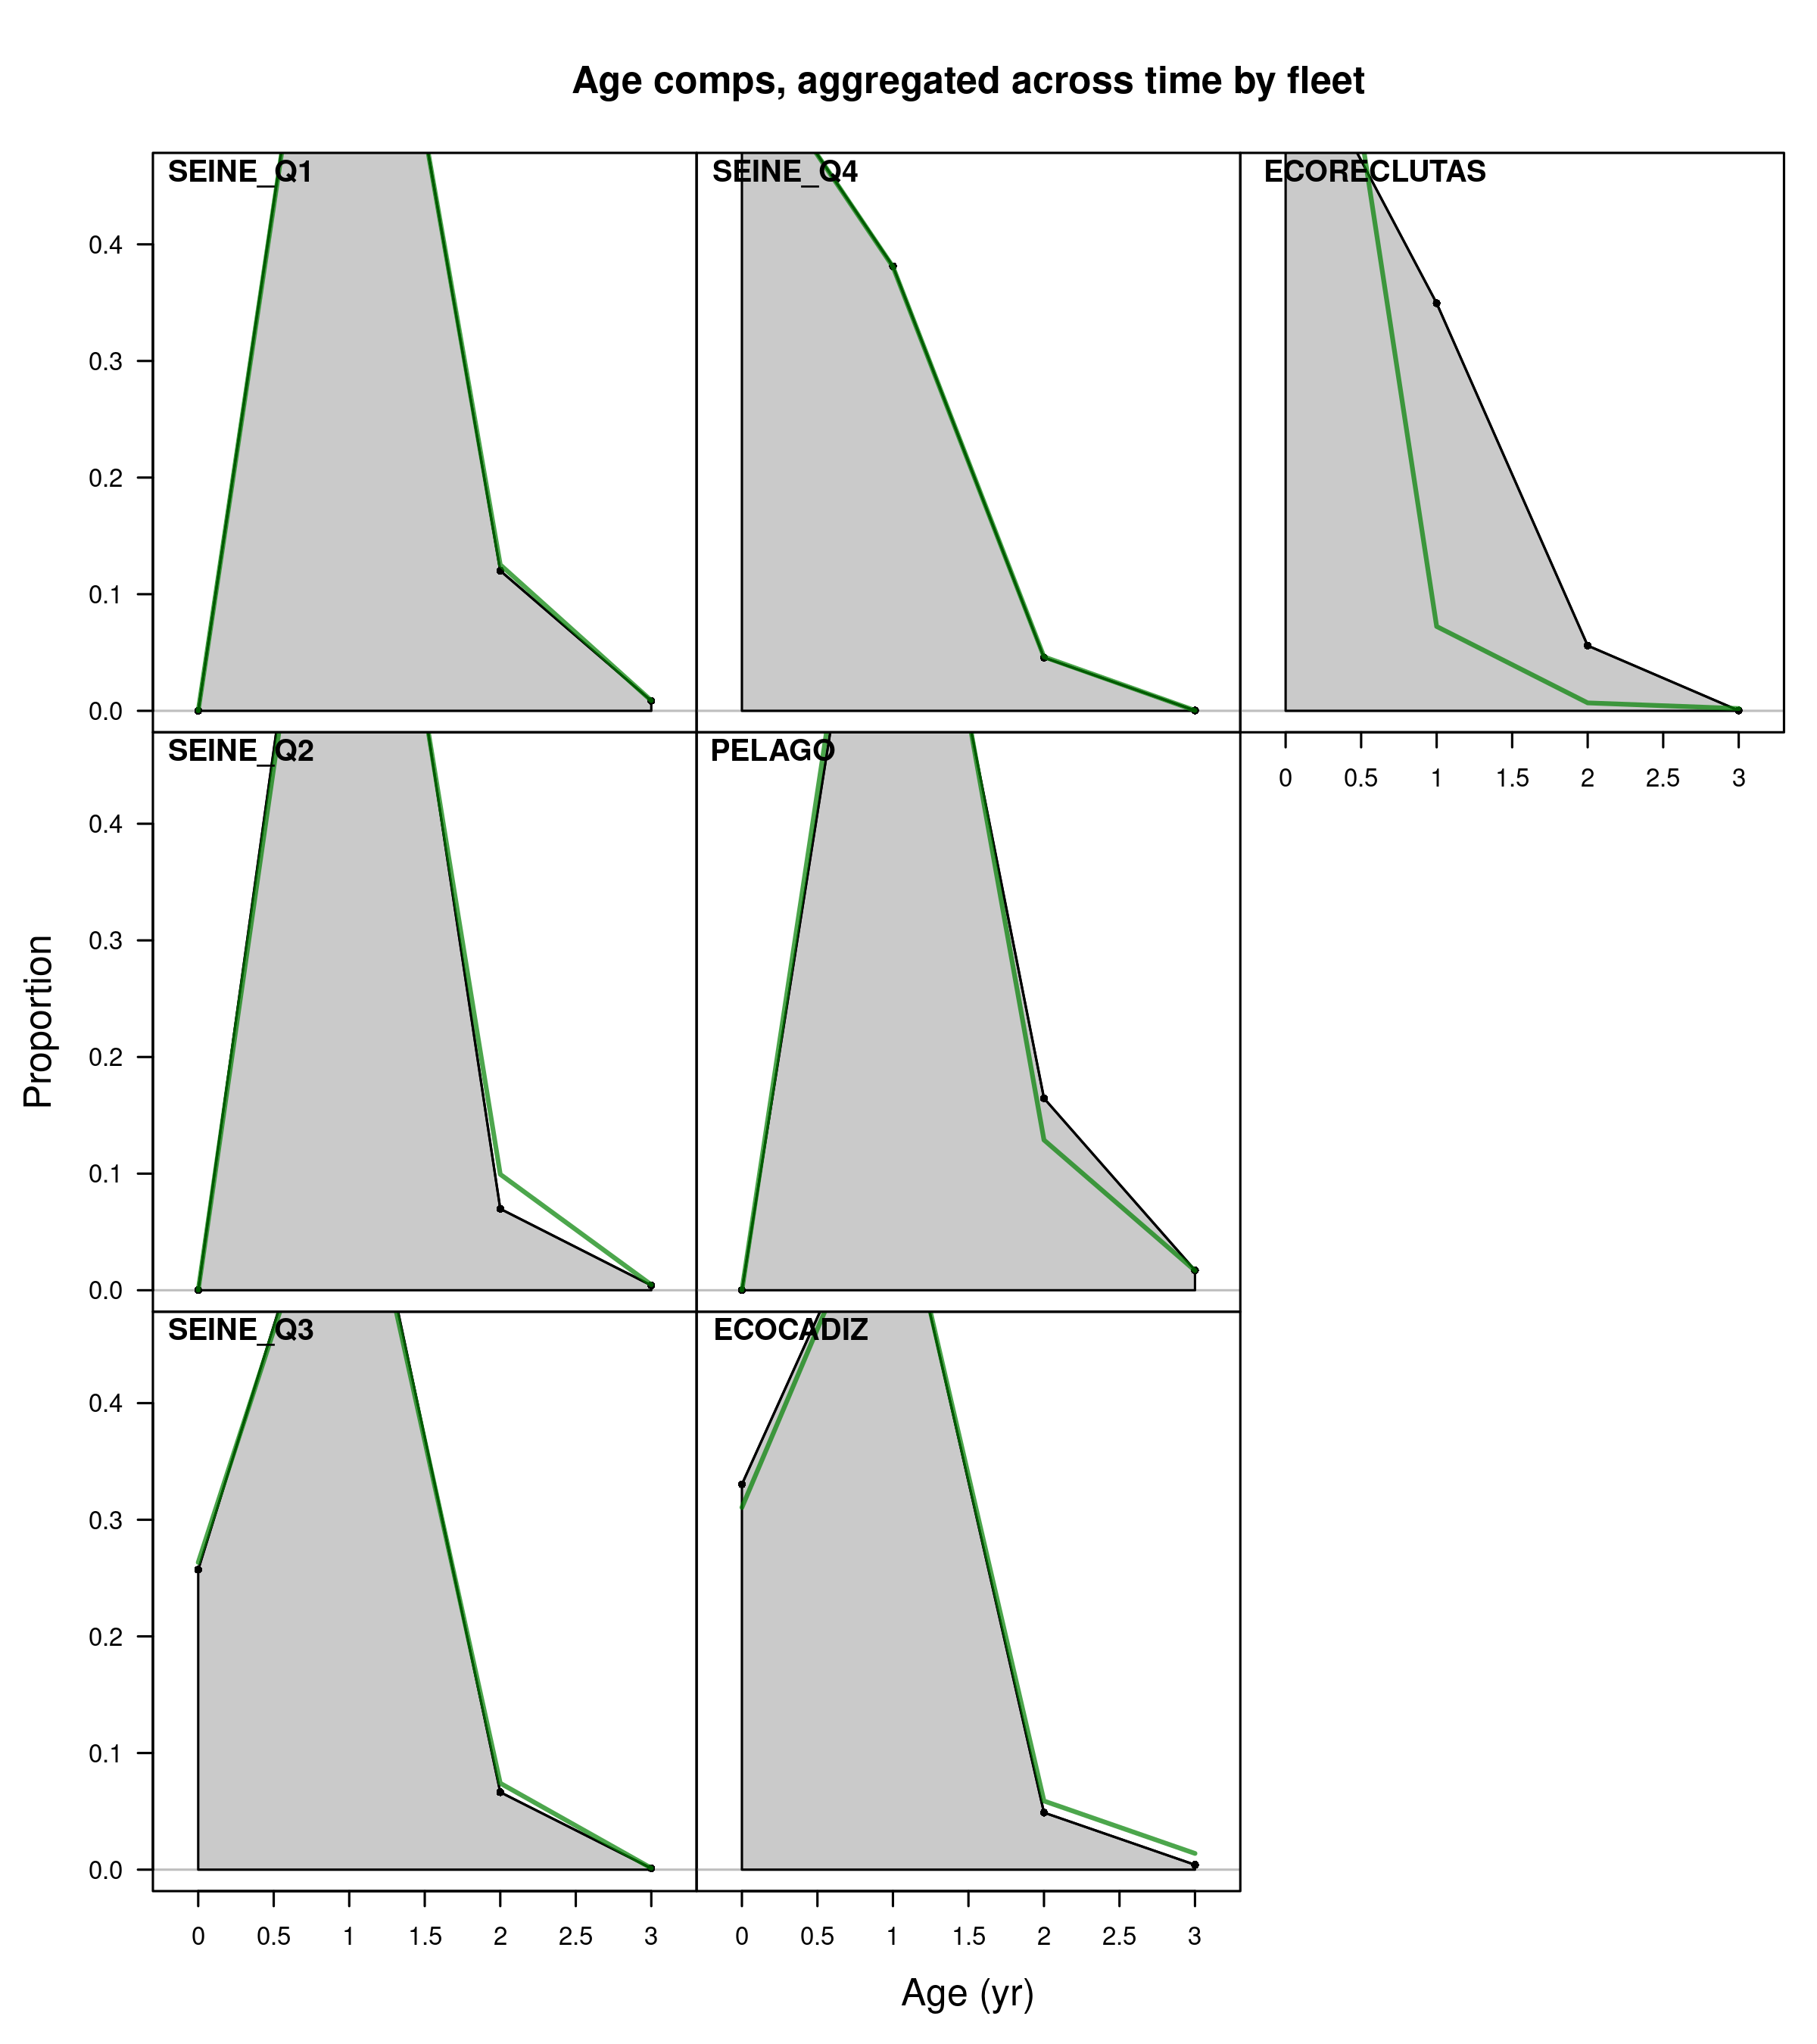 Age comps, aggregated across time by fleet
SEINE_Q1
SEINE_Q4
ECORECLUTAS
0.4
0.3
0.2
0.1
0.0
0 0.5 1 1.5 2 2.5 3
SEINE_Q2
PELAGO
0.4
0.3
0.2
0.1
0.0
Proportion
SEINE_Q3
ECOCADIZ
0.4
0.3
0.2
0.1
0.0
0 0.5 1 1.5 2 2.5 3
0 0.5 1 1.5 2 2.5 3
Age (yr)